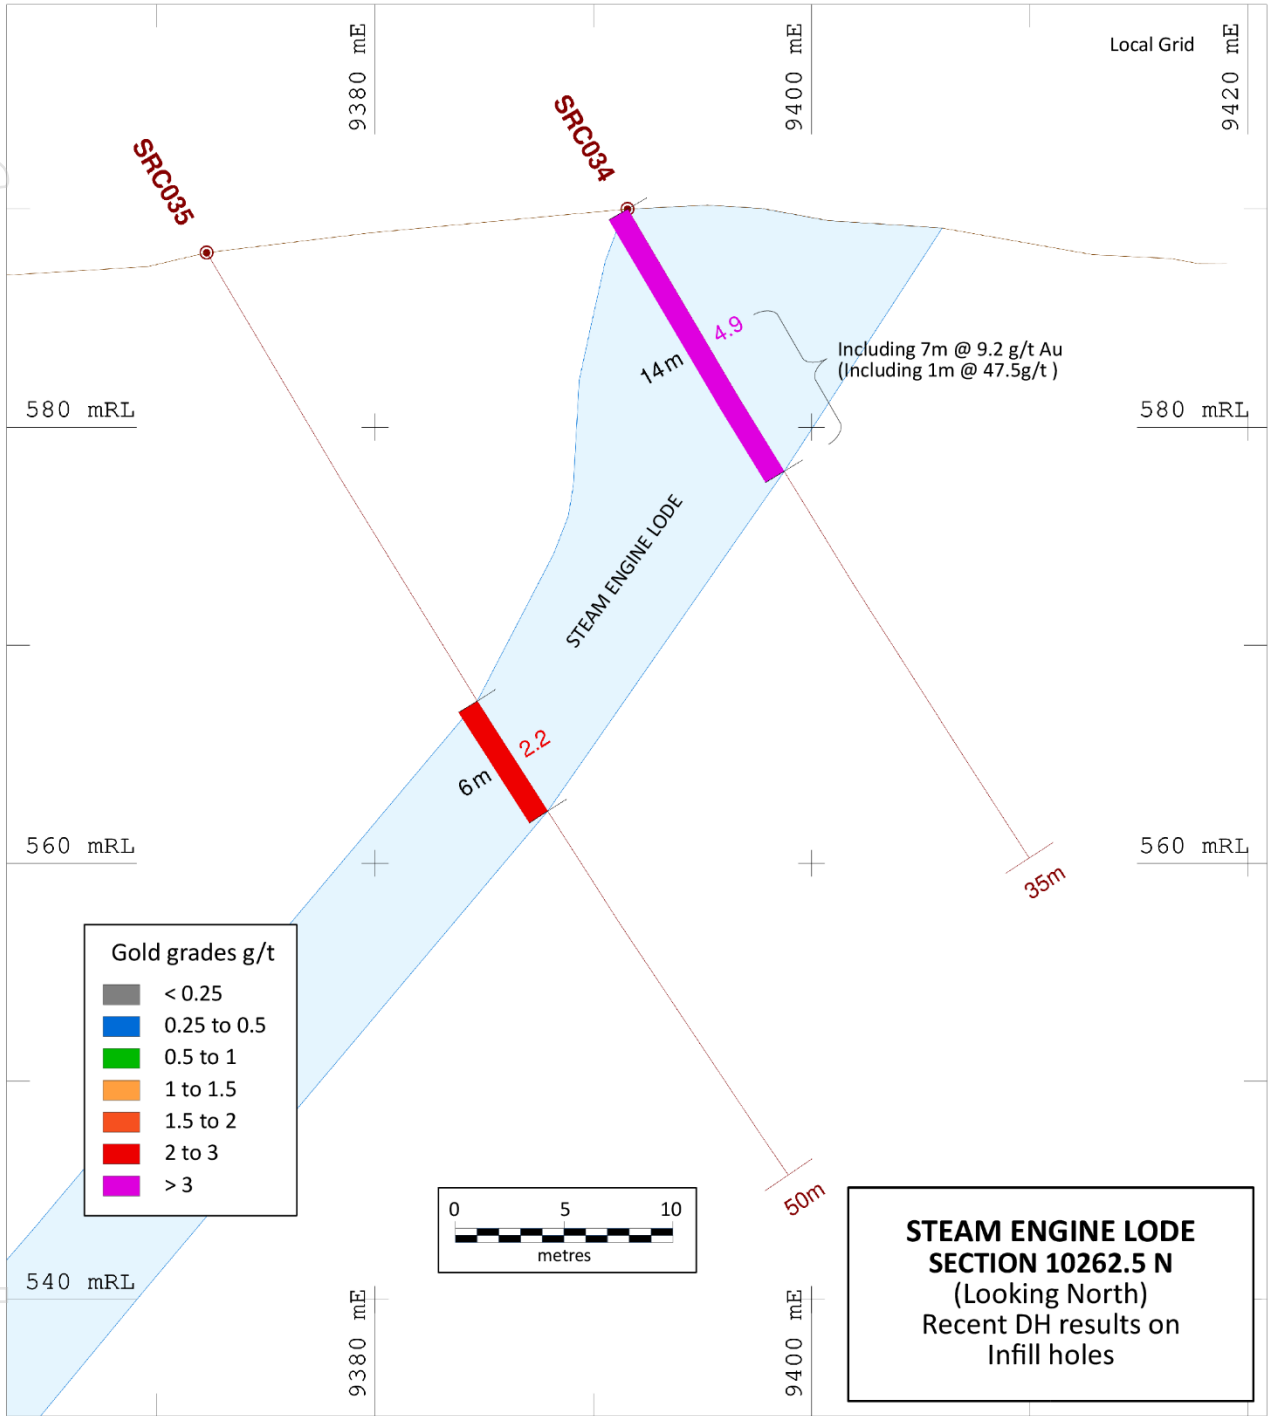 9380 mE
9400 mE
9420 mE
Local Grid
SRC035
SRC034
4.9
14m
Including 7m @ 9.2 g/t Au
(Including 1m @ 47.5g/t )
580 mRL
580 mRL
STEAM ENGINE LODE
2.2
6m
560 mRL
560 mRL
35m
Gold grades g/t
< 0.25
0.25 to 0.5
0.5 to 1
1 to 1.5
1.5 to 2
2 to 3
> 3
50m
0 5 10
metres
540 mRL
9380 mE
9400 mE
STEAM ENGINE LODE
SECTION 10262.5 N
(Looking North)
Recent DH results on
Infill holes